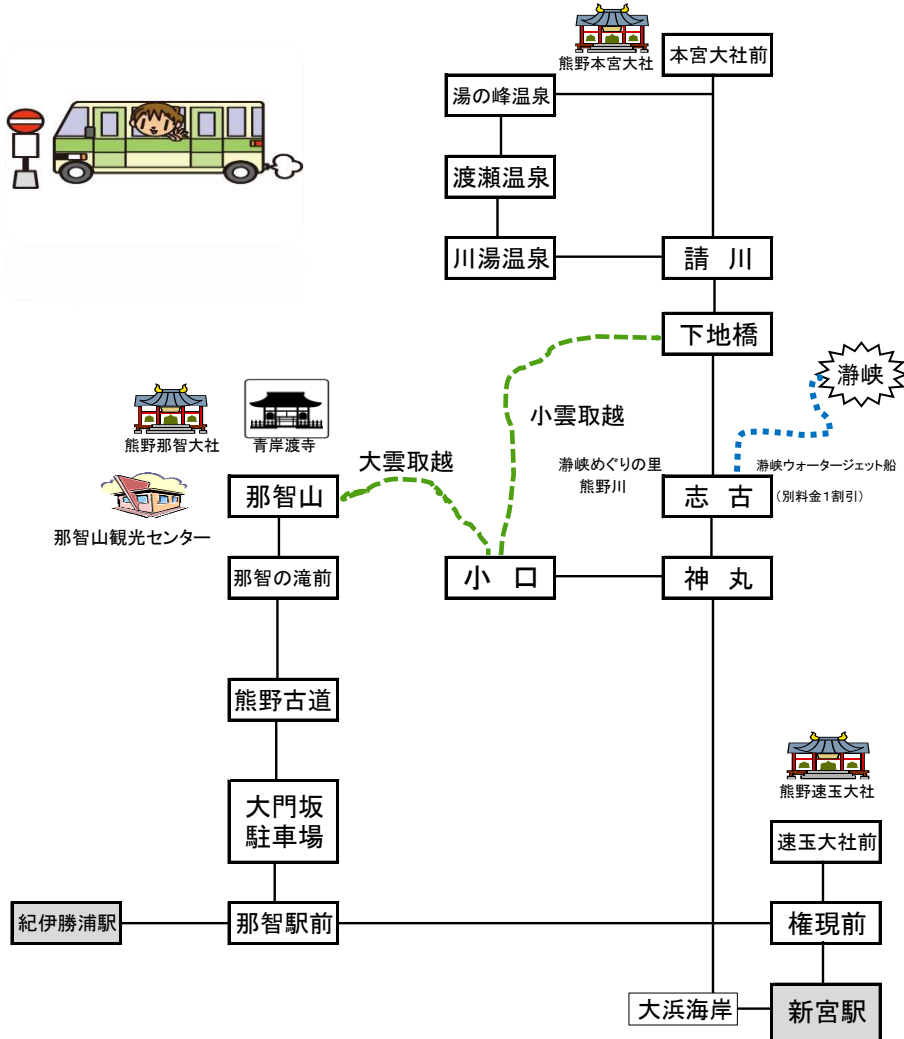 本宮大社前
熊野本宮大社
湯の峰温泉
渡瀬温泉
川湯温泉
請 川
下地橋
瀞峡
小雲取越
熊野那智大社
青岸渡寺
大雲取越
瀞峡めぐりの里
熊野川
瀞峡ウォータージェット船
（別料金１割引）
那智山
志 古
那智山観光センター
那智の滝前
小 口
神 丸
熊野古道
熊野速玉大社
大門坂
駐車場
速玉大社前
紀伊勝浦駅
那智駅前
権現前
大浜海岸
新宮駅